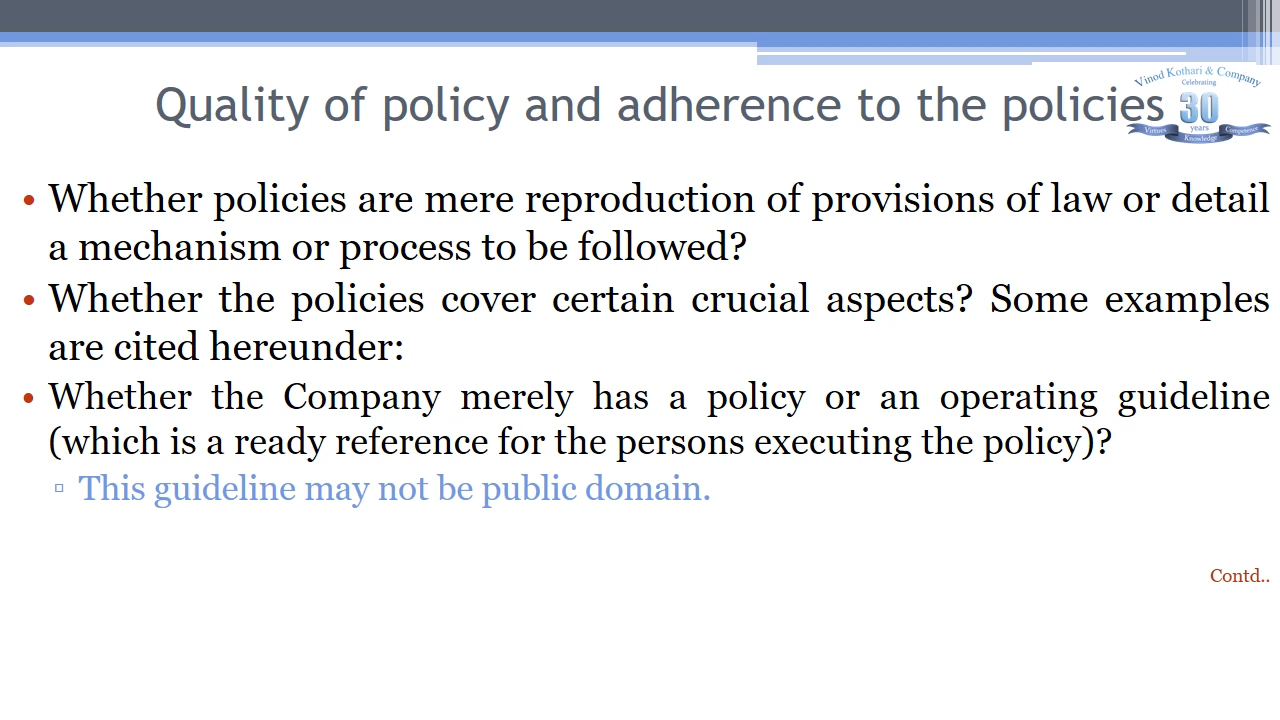 Vinod Kothari & Company
Celebrating
30
years
Virtues
Knowledge
Competence
Quality of policy and adherence to the policies
• Whether policies are mere reproduction of provisions of law or detail
a mechanism or process to be followed?
• Whether the policies cover certain crucial aspects? Some examples
are cited hereunder:
• Whether the Company merely has a policy or an operating guideline
(which is a ready reference for the persons executing the policy)?
▫ This guideline may not be public domain.
Contd..